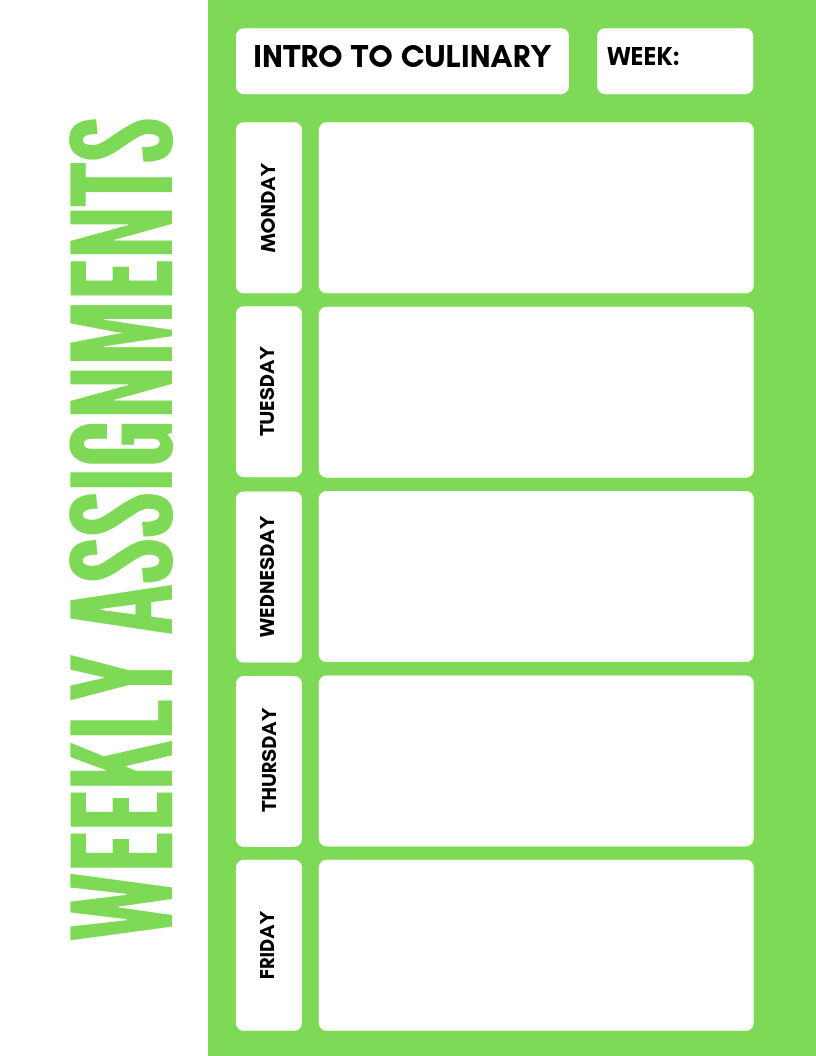 WEEKLY ASSIGNMENTS
INTRO TO CULINARY
WEEK:
MONDAY
TUESDAY
WEDNESDAY
THURSDAY
FRIDAY